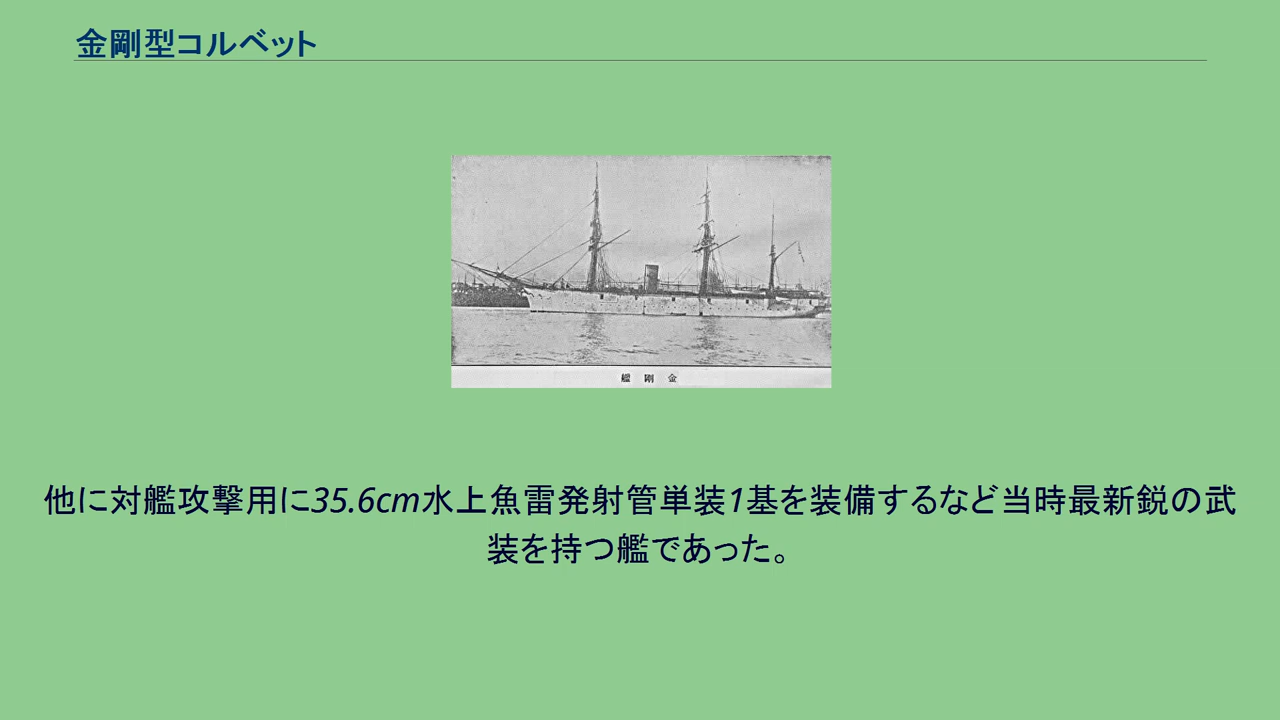 金剛型コルベット
艦剛金
他に対艦攻撃用に35.6cm水上魚雷発射管単装1基を装備するなど当時最新鋭の武
装を持つ艦であった。